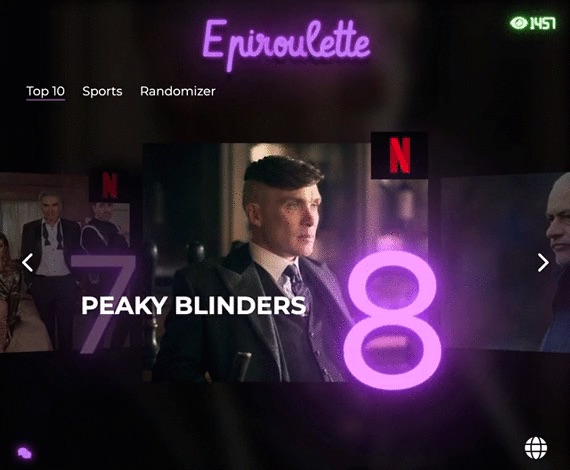 Epiroulette
1457
Top 10 Sports Randomizer
N
N
7
PEAKY BLINDERS
8